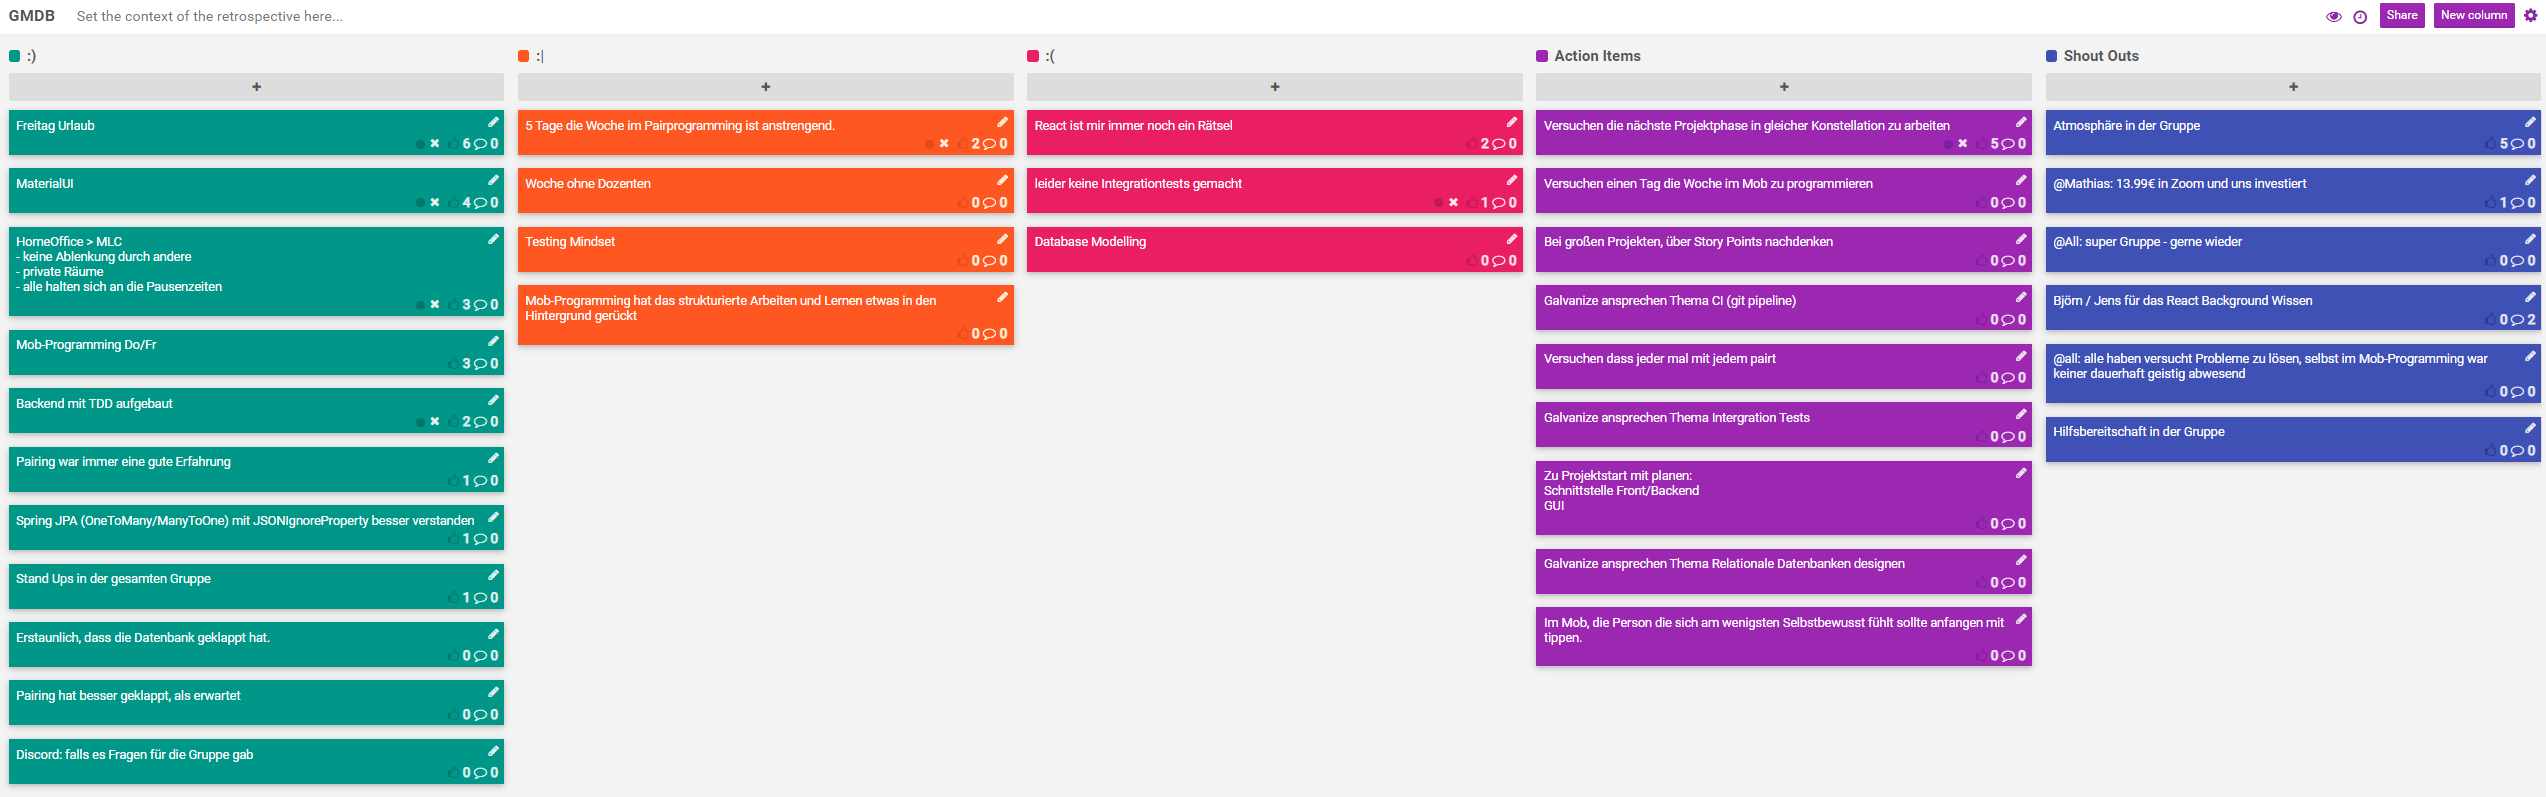 GMDB Set the context of the retrospective here...
Share New column
:)
+
Freitag Urlaub
6 0
MaterialUI
4 0
HomeOffice > MLC
- keine Ablenkung durch andere
- private Räume
- alle halten sich an die Pausenzeiten
3 0
Mob-Programming Do/Fr
3 0
Backend mit TDD aufgebaut
2 0
Pairing war immer eine gute Erfahrung
1 0
Spring JPA (OneToMany/ManyToOne) mit JSONIgnoreProperty besser verstanden
1 0
Stand Ups in der gesamten Gruppe
1 0
Erstaunlich, dass die Datenbank geklappt hat.
0 0
Pairing hat besser geklappt, als erwartet
0 0
Discord: falls es Fragen für die Gruppe gab
0 0
:|
+
5 Tage die Woche im Pairprogramming ist anstrengend.
2 0
Woche ohne Dozenten
0 0
Testing Mindset
0 0
Mob-Programming hat das strukturierte Arbeiten und Lernen etwas in den
Hintergrund gerückt
0 0
:(
+
React ist mir immer noch ein Rätsel
2 0
leider keine Integrationtests gemacht
1 0
Database Modelling
0 0
Action Items
+
Versuchen die nächste Projektphase in gleicher Konstellation zu arbeiten
5 0
Versuchen einen Tag die Woche im Mob zu programmieren
0 0
Bei großen Projekten, über Story Points nachdenken
0 0
Galvanize ansprechen Thema CI (git pipeline)
0 0
Versuchen dass jeder mal mit jedem pairt
0 0
Galvanize ansprechen Thema Intergration Tests
0 0
Zu Projektstart mit planen:
Schnittstelle Front/Backend
GUI
0 0
Galvanize ansprechen Thema Relationale Datenbanken designen
0 0
Im Mob, die Person die sich am wenigsten Selbstbewusst fühlt sollte anfangen mit
tippen.
0 0
Shout Outs
+
Atmosphäre in der Gruppe
5 0
@Mathias: 13.99€ in Zoom und uns investiert
1 0
@All: super Gruppe - gerne wieder
0 0
Björn / Jens für das React Background Wissen
0 2
@all: alle haben versucht Probleme zu lösen, selbst im Mob-Programming war
keiner dauerhaft geistig abwesend
0 0
Hilfsbereitschaft in der Gruppe
0 0